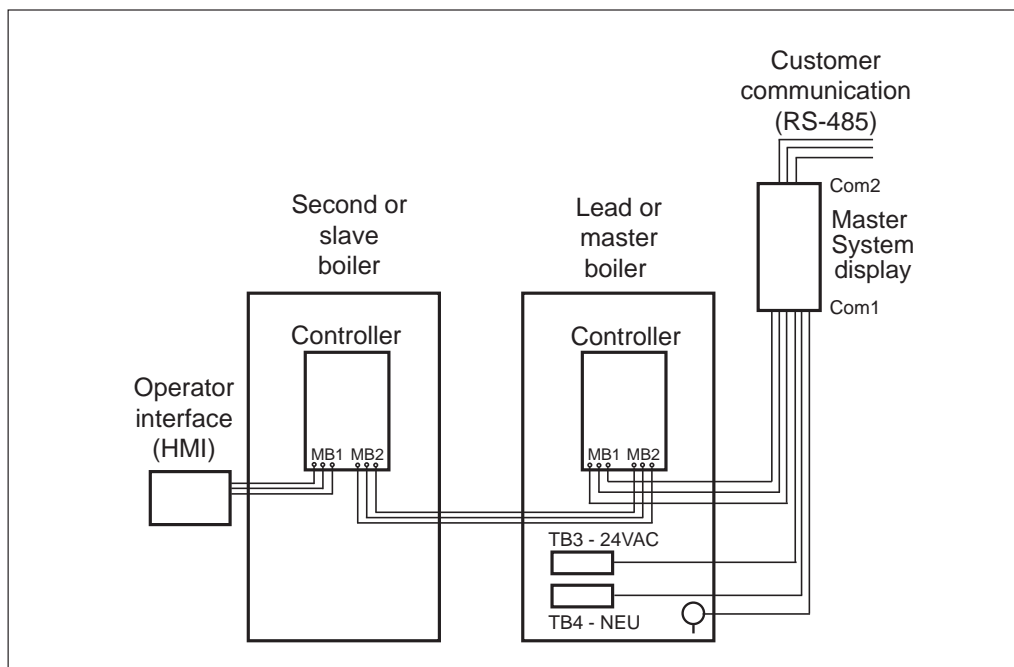 Customer
communication
(RS-485)
Com2
Master
System
display
Com1
Second or
slave
boiler
Lead or
master
boiler
Controller
MB1 MB2
Controller
MB1 MB2
Operator
interface
(HMI)
TB3 - 24VAC
TB4 - NEU